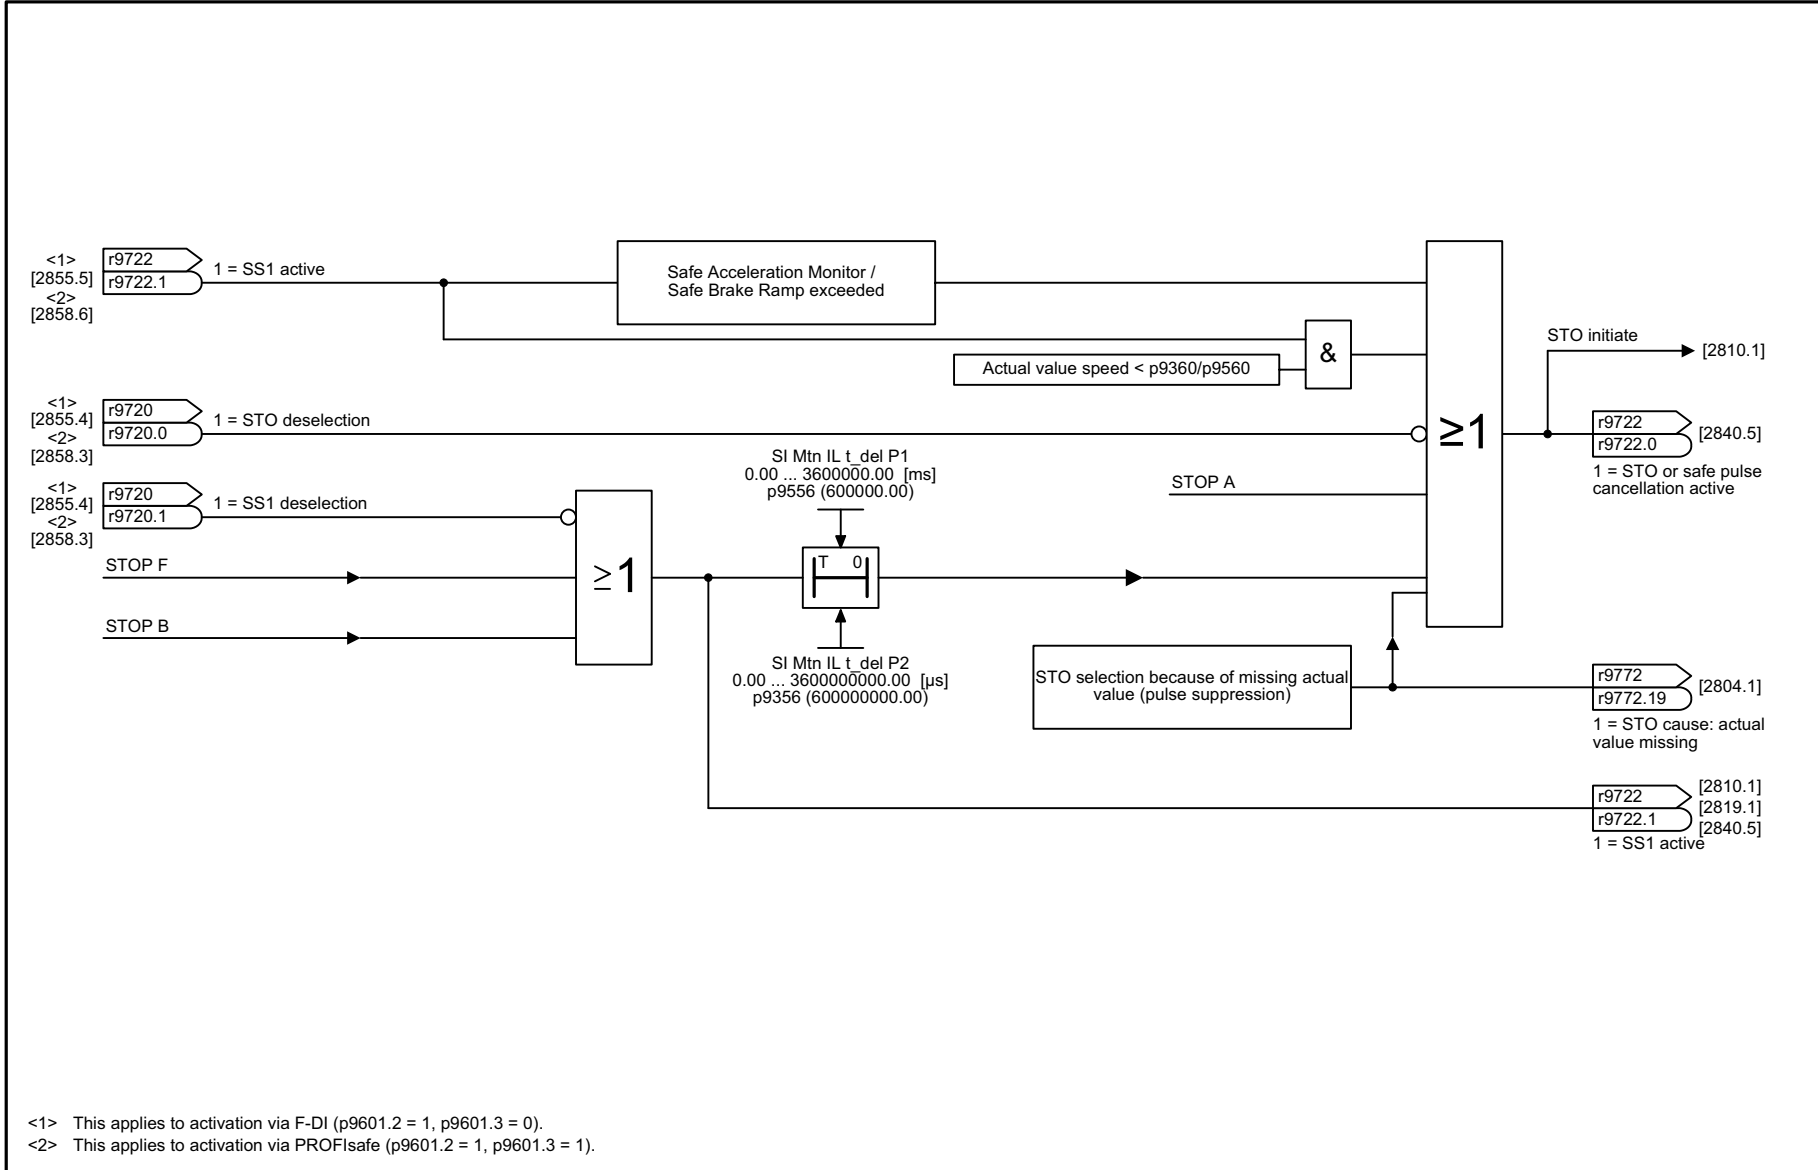 <1>
[2855.5]
<2>
[2858.6]
r9722
r9722.1
1 = SS1 active
Safe Acceleration Monitor /
Safe Brake Ramp exceeded
&
Actual value speed < p9360/p9560
STO initiate
[2810.1]
<1>
[2855.4]
<2>
[2858.3]
r9720
r9720.0
1 = STO deselection
≥1
r9722
r9722.0
[2840.5]
1 = STO or safe pulse
cancellation active
<1>
[2855.4]
<2>
[2858.3]
r9720
r9720.1
1 = SS1 deselection
SI Mtn IL t_del P1
0.00 ... 3600000.00 [ms]
p9556 (600000.00)
STOP A
STOP F
≥1
T 0
STOP B
SI Mtn IL t_del P2
0.00 ... 3600000000.00 [µs]
p9356 (600000000.00)
STO selection because of missing actual
value (pulse suppression)
r9772
r9772.19
[2804.1]
1 = STO cause: actual
value missing
r9722
r9722.1
[2810.1]
[2819.1]
[2840.5]
1 = SS1 active
<1> This applies to activation via F-DI (p9601.2 = 1, p9601.3 = 0).
<2> This applies to activation via PROFIsafe (p9601.2 = 1, p9601.3 = 1).